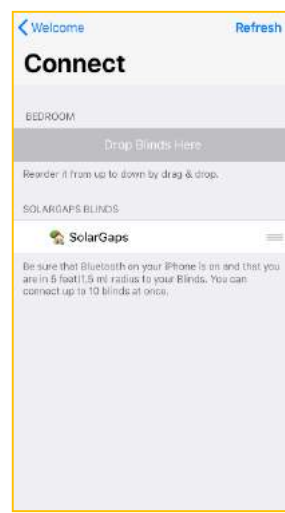 Welcome
Refresh
Connect
BEDROOM
Drop Blinds Here
Reorder it from up to down by drag & drop.
SOLARGAPS BLINDS
SolarGaps
Be sure that Bluetooth on your iPhone is on and that you
are in 5 feet(1.5 m) radius to your Blinds. You can
connect up to 10 blinds at once.